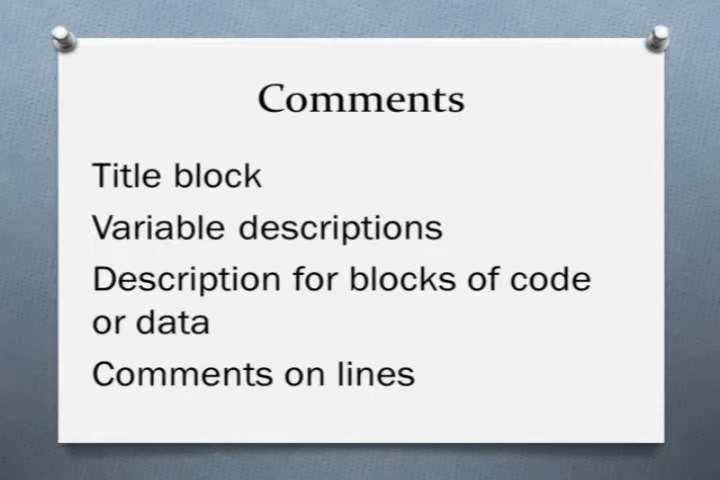 Comments
Title block
Variable descriptions
Description for blocks of code
or data
Comments on lines